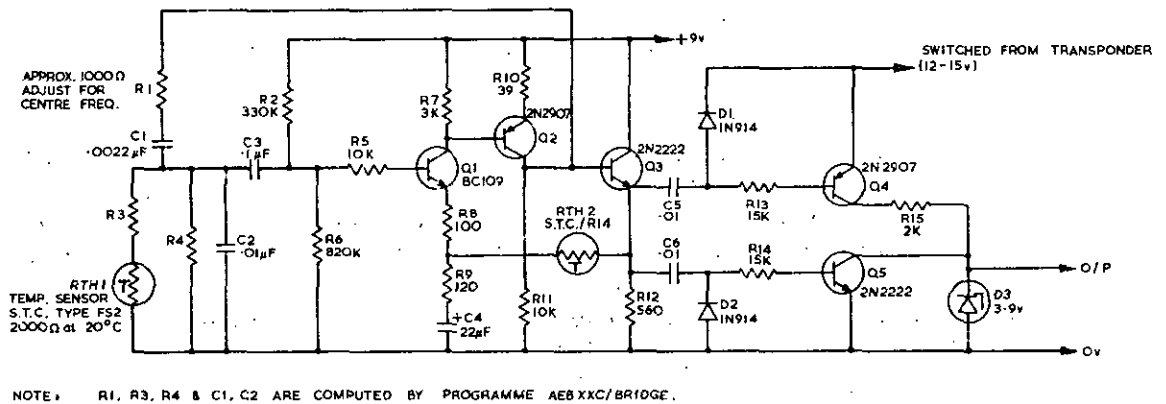 +9v
SWITCHED FROM TRANSPONDER
(12-15v)
APPROX. 1000Ω
ADJUST FOR
CENTRE FREQ.
R1
R2
330K
R7
3K
R10
39
2N2907
Q2
D1
1N914
C1
.0022µF
C3
.1µF
R5
10K
Q1
BC109
2N2222
Q3
2N2907
Q4
C5
.01
R13
15K
R15
2K
R3
R4
C2
.01µF
R6
820K
R8
100
RTH 2
S.T.C./R14
C6
.01
R14
15K
Q5
2N2222
O/P
RTH1
TEMP. SENSOR
S.T.C. TYPE FS2
2000Ω at 20°C
R9
120
+
C4
22µF
R11
10K
R12
560
D2
1N914
D3
3.9v
0v
NOTE: R1, R3, R4 & C1, C2 ARE COMPUTED BY PROGRAMME AEBXXC/BRIDGE.